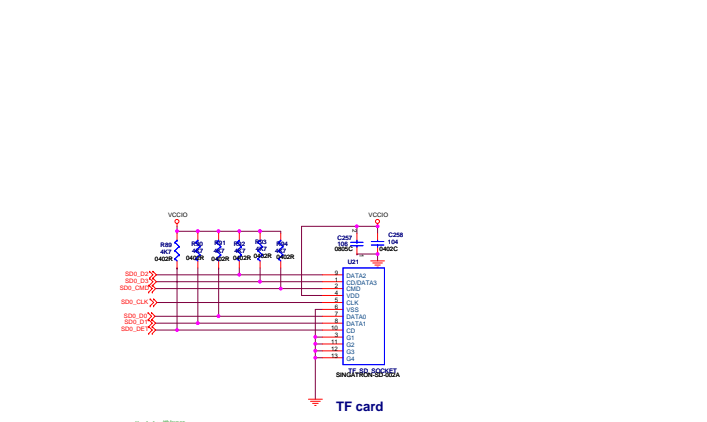 VCCIO
VCCIO
R89
4K7
0402R
R90
4K7
0402R
R91
4K7
0402R
R92
4K7
0402R
R93
4K7
0402R
R94
4K7
0402R
C257
106
0805C
C258
104
0402C
U21
SD0_D2
SD0_D3
SD0_CMD
SD0_CLK
SD0_D0
SD0_D1
SD0_DET
9 DATA2
1 CD/DATA3
2 CMD
4 VDD
5 CLK
6 VSS
7 DATA0
8 DATA1
10 CD
3 G1
11 G2
12 G3
13 G4
TF_SD_SOCKET
SINGATRON-SD-002A
TF card